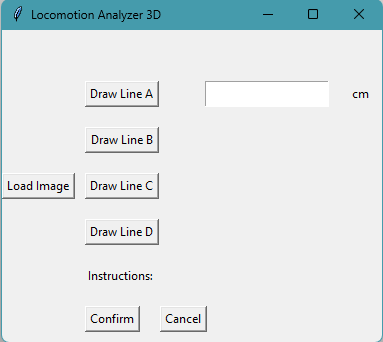 Locomotion Analyzer 3D
Draw Line A cm
Draw Line B
Load Image Draw Line C
Draw Line D
Instructions:
Confirm Cancel